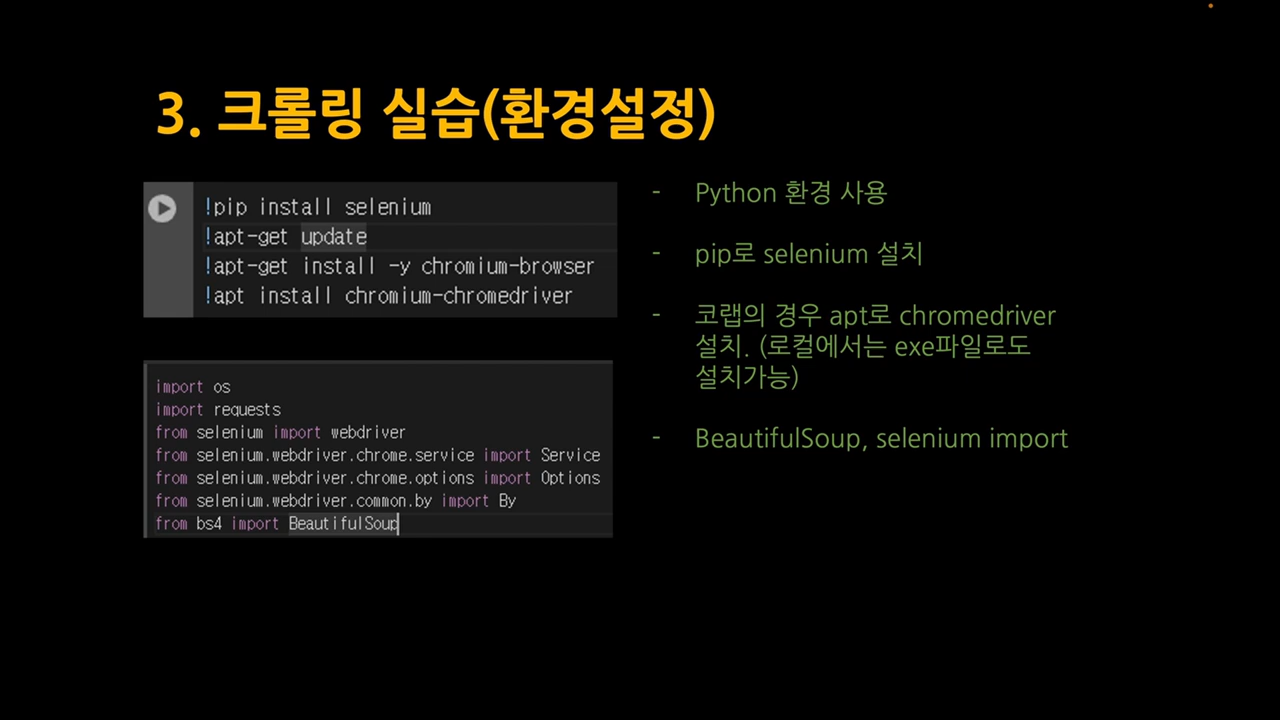 3. 크롤링 실습(환경설정)
!pip install selenium
!apt-get update
!apt-get install -y chromium-browser
!apt install chromium-chromedriver
import os
import requests
from selenium import webdriver
from selenium.webdriver.chrome.service import Service
from selenium.webdriver.chrome.options import Options
from selenium.webdriver.common.by import By
from bs4 import BeautifulSoup
- Python 환경 사용
- pip로 selenium 설치
- 코랩의 경우 apt로 chromedriver
설치. (로컬에서는 exe파일로도
설치가능)
- BeautifulSoup, selenium import